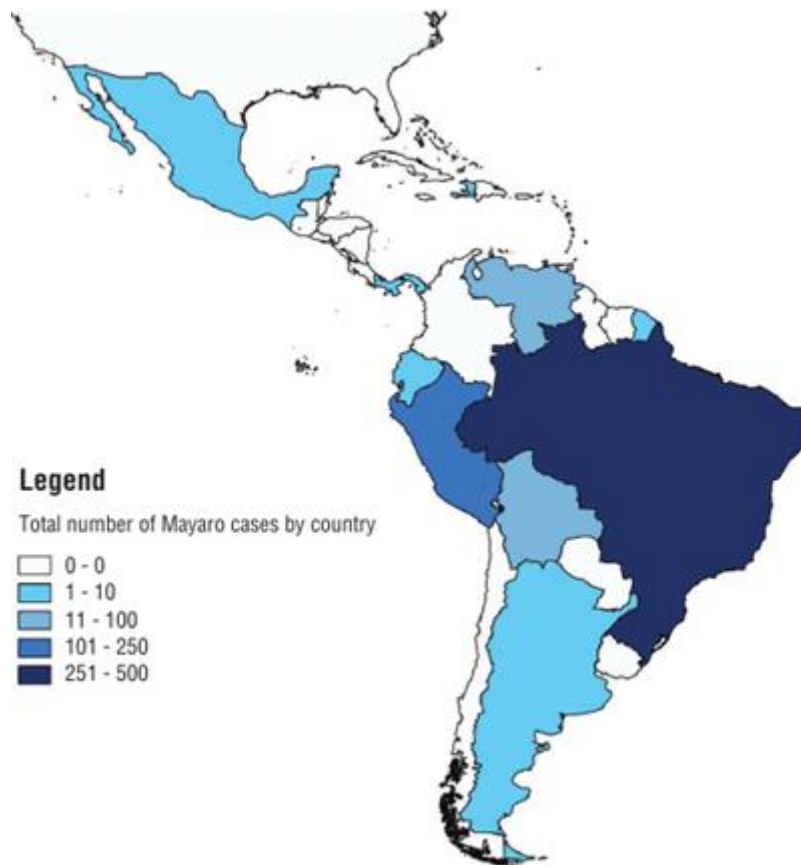 Legend
Total number of Mayaro cases by country
0 - 0
1 - 10
11 - 100
101 - 250
251 - 500